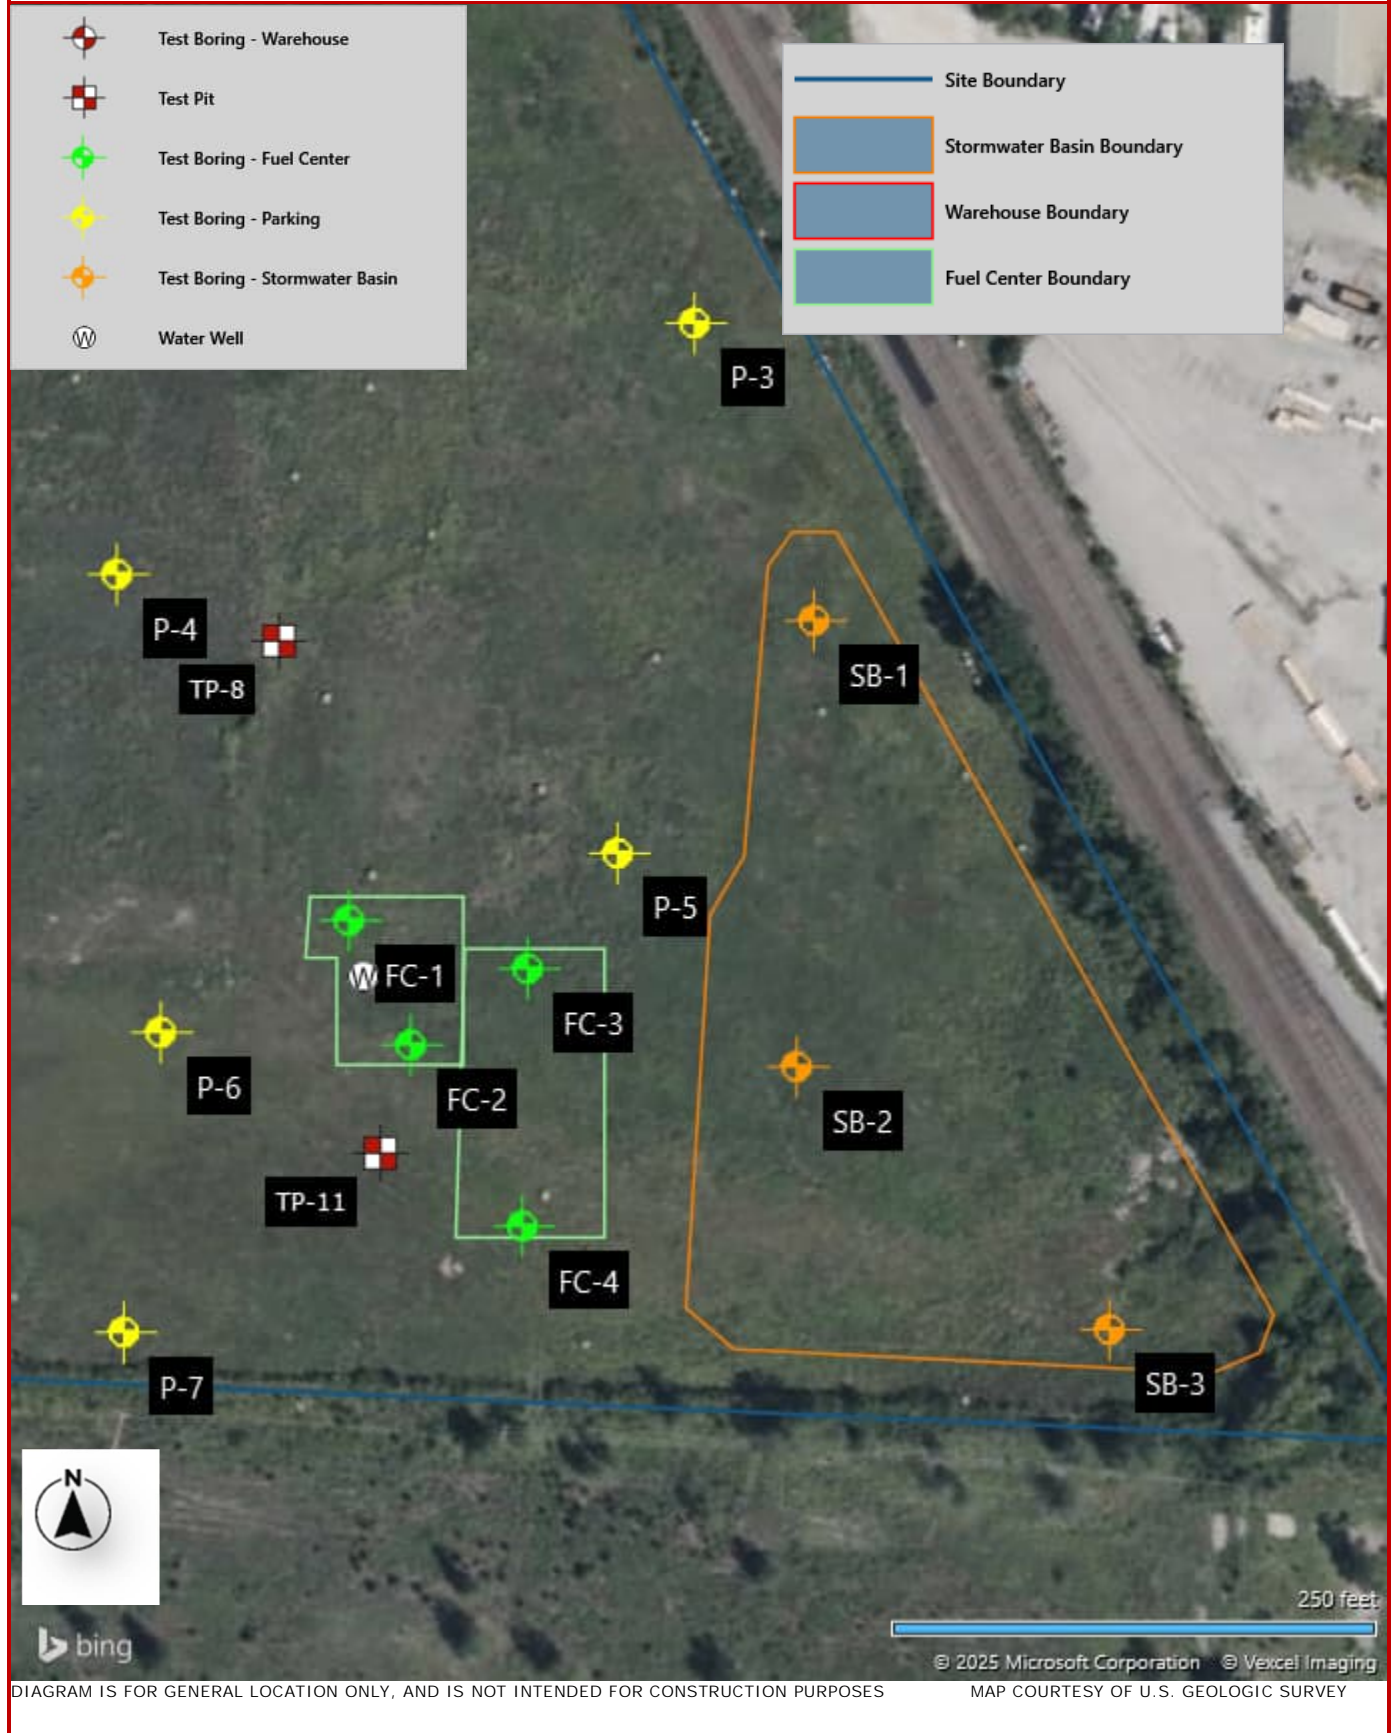 Test Boring - Warehouse
Test Pit
Test Boring - Fuel Center
Test Boring - Parking
Test Boring - Stormwater Basin
W
Water Well
Site Boundary
Stormwater Basin Boundary
Warehouse Boundary
Fuel Center Boundary
P-3
P-4
TP-8
SB-1
P-5
W
FC-1
FC-3
P-6
FC-2
SB-2
TP-11
FC-4
P-7
SB-3
N
250 feet
bing
© 2025 Microsoft Corporation © Vexcel Imaging
DIAGRAM IS FOR GENERAL LOCATION ONLY, AND IS NOT INTENDED FOR CONSTRUCTION PURPOSES
MAP COURTESY OF U.S. GEOLOGIC SURVEY